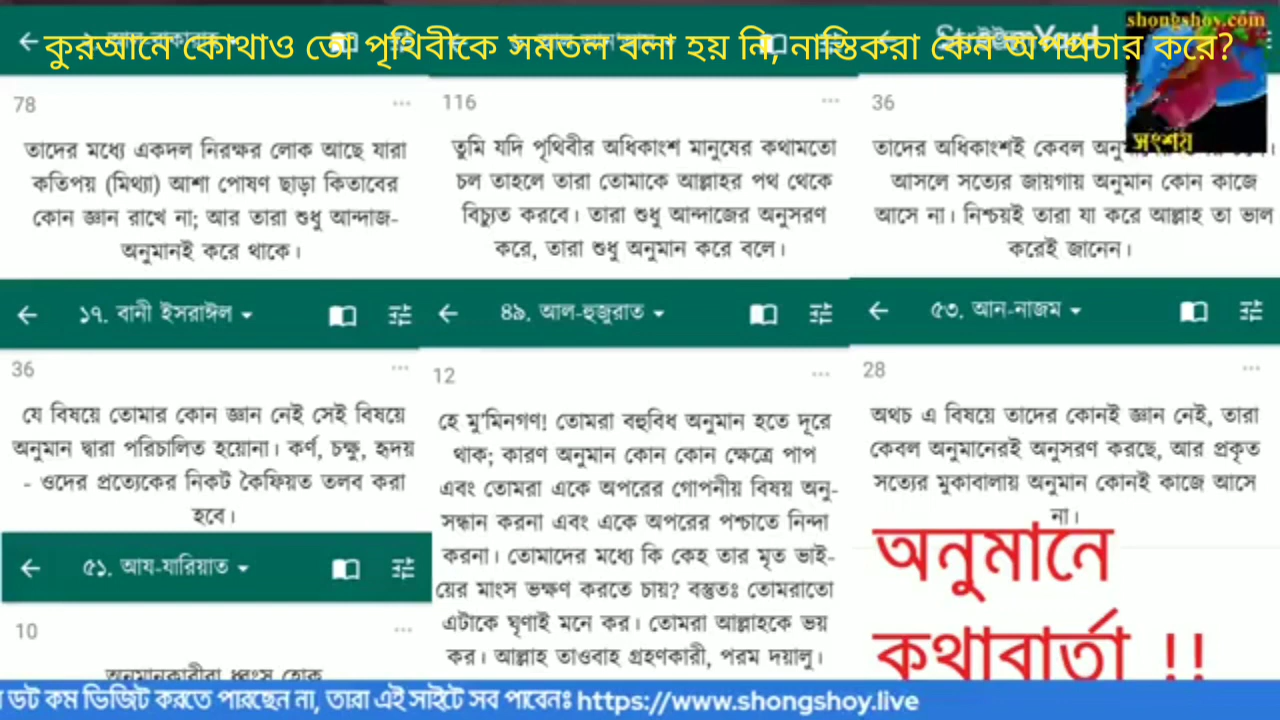 কুরআনে কোথাও তো পৃথিবীকে সমতল বলা হয় নি, নাস্তিকরা কেন অপপ্রচার করে?
shongshoy.com
সংশয়
StreamYard
78
তাদের মধ্যে একদল নিরক্ষর লোক আছে যারা
কতিপয় (মিথ্যা) আশা পোষণ ছাড়া কিতাবের
কোন জ্ঞান রাখে না; আর তারা শুধু আন্দাজ-
অনুমানই করে থাকে।
116
তুমি যদি পৃথিবীর অধিকাংশ মানুষের কথামতো
চল তাহলে তারা তোমাকে আল্লাহর পথ থেকে
বিচ্যুত করবে। তারা শুধু আন্দাজের অনুসরণ
করে, তারা শুধু অনুমান করে বলে।
36
তাদের অধিকাংশই কেবল
আসলে সত্যের জায়গায় অনুমান কোন কাজে
আসে না। নিশ্চয়ই তারা যা করে আল্লাহ তা ভাল
করেই জানেন।
১৭. বানী ইসরাঈল
36
যে বিষয়ে তোমার কোন জ্ঞান নেই সেই বিষয়ে
অনুমান দ্বারা পরিচালিত হয়োনা। কর্ণ, চক্ষু, হৃদয়
- ওদের প্রত্যেকের নিকট কৈফিয়ত তলব করা
হবে।
৪৯. আল-হুজুরাত
12
হে মু'মিনগণ! তোমরা বহুবিধ অনুমান হতে দূরে
থাক; কারণ অনুমান কোন কোন ক্ষেত্রে পাপ
এবং তোমরা একে অপরের গোপনীয় বিষয় অনু-
সন্ধান করনা এবং একে অপরের পশ্চাতে নিন্দা
করনা। তোমাদের মধ্যে কি কেহ তার মৃত ভাই-
য়ের মাংস ভক্ষণ করতে চায়? বস্তুতঃ তোমরাতো
এটাকে ঘৃণাই মনে কর। তোমরা আল্লাহকে ভয়
কর। আল্লাহ তাওবাহ গ্রহণকারী, পরম দয়ালু।
৫৩. আন-নাজম
28
অথচ এ বিষয়ে তাদের কোনই জ্ঞান নেই, তারা
কেবল অনুমানেরই অনুসরণ করছে, আর প্রকৃত
সত্যের মুকাবালায় অনুমান কোনই কাজে আসে
না।
৫১. আয-যারিয়াত
10
অনুমানকারীরা ধ্বংস হোক
অনুমানে
কথাবার্তা !!
ডট কম ভিজিট করতে পারছেন না, তারা এই সাইটে সব পাবেনঃ https://www.shongshoy.live